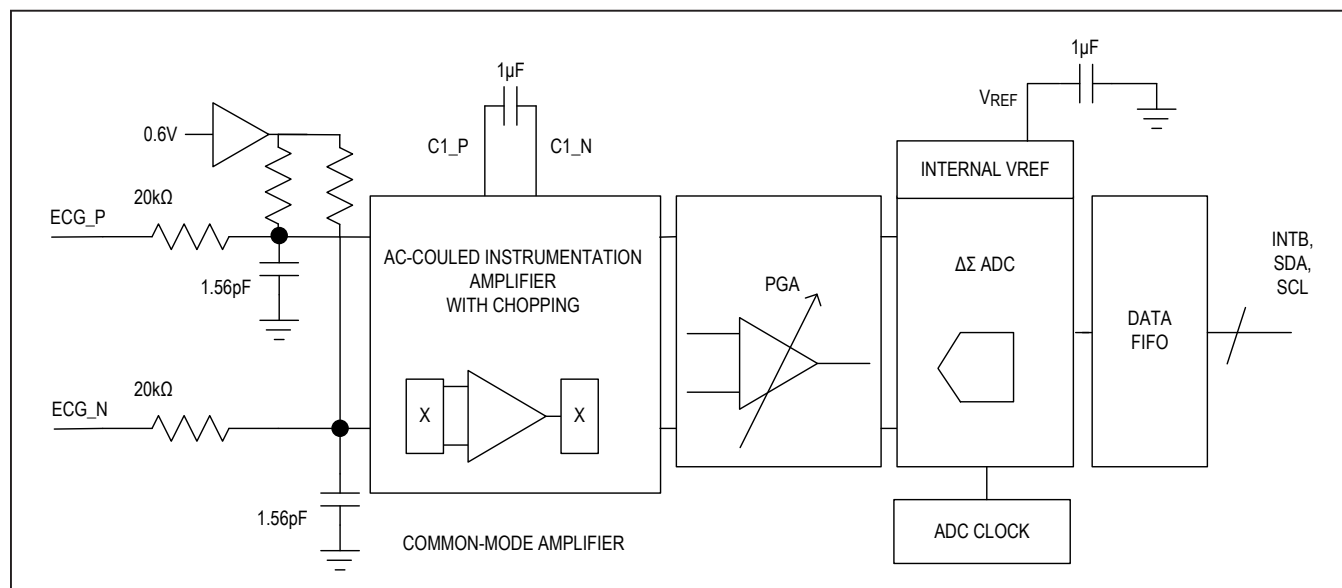 1µF
1µF
VREF
0.6V
C1_P
C1_N
INTERNAL VREF
20kΩ
ECG_P
1.56pF
AC-COULED INSTRUMENTATION
AMPLIFIER
WITH CHOPPING
PGA
ΔΣ ADC
DATA
FIFO
INTB,
SDA,
SCL
20kΩ
ECG_N
X
X
1.56pF
COMMON-MODE AMPLIFIER
ADC CLOCK